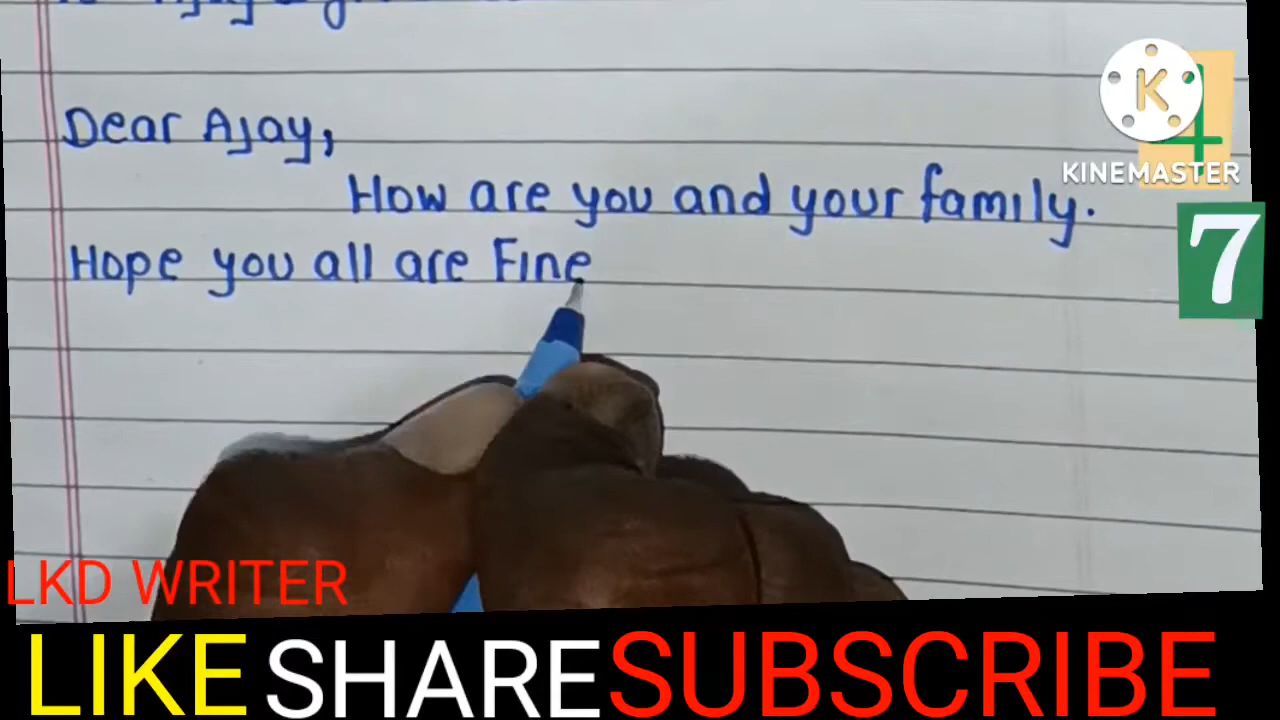 Dear Ajay,
How are you and your family.
Hope you all are Fine
K
KINEMASTER
4
7
LKD WRITER
LIKE SHARE SUBSCRIBE